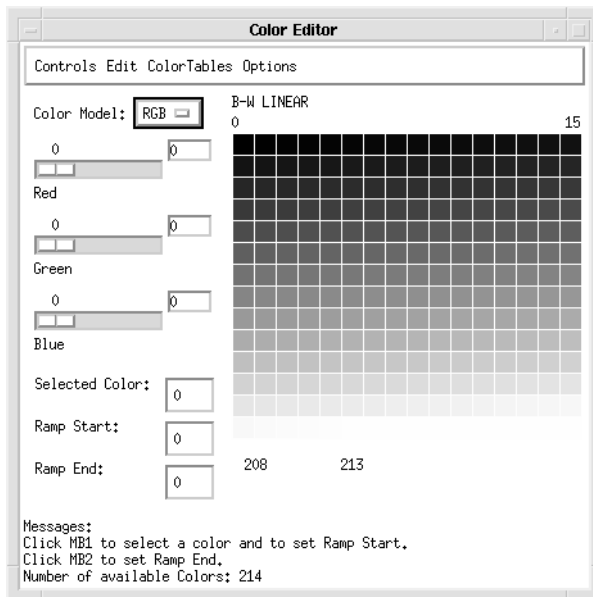 Color Editor
Controls Edit ColorTables Options
Color Model: RGB
B-W LINEAR
0 15
0 0
Red
0 0
Green
0 0
Blue
Selected Color: 0
Ramp Start: 0
Ramp End: 0
208 213
Messages:
Click MB1 to select a color and to set Ramp Start.
Click MB2 to set Ramp End.
Number of available Colors: 214